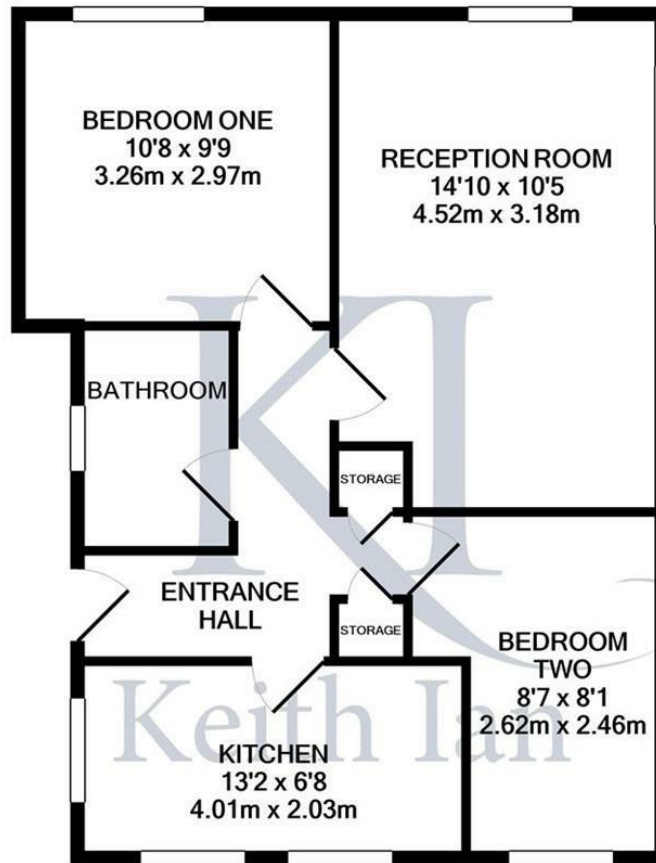 BEDROOM ONE
10'8 x 9'9
3.26m x 2.97m
RECEPTION ROOM
14'10 x 10'5
4.52m x 3.18m
BATHROOM
STORAGE
ENTRANCE
HALL
STORAGE
BEDROOM
TWO
8'7 x 8'1
2.62m x 2.46m
KI
Keith Ian
KITCHEN
13'2 x 6'8
4.01m x 2.03m